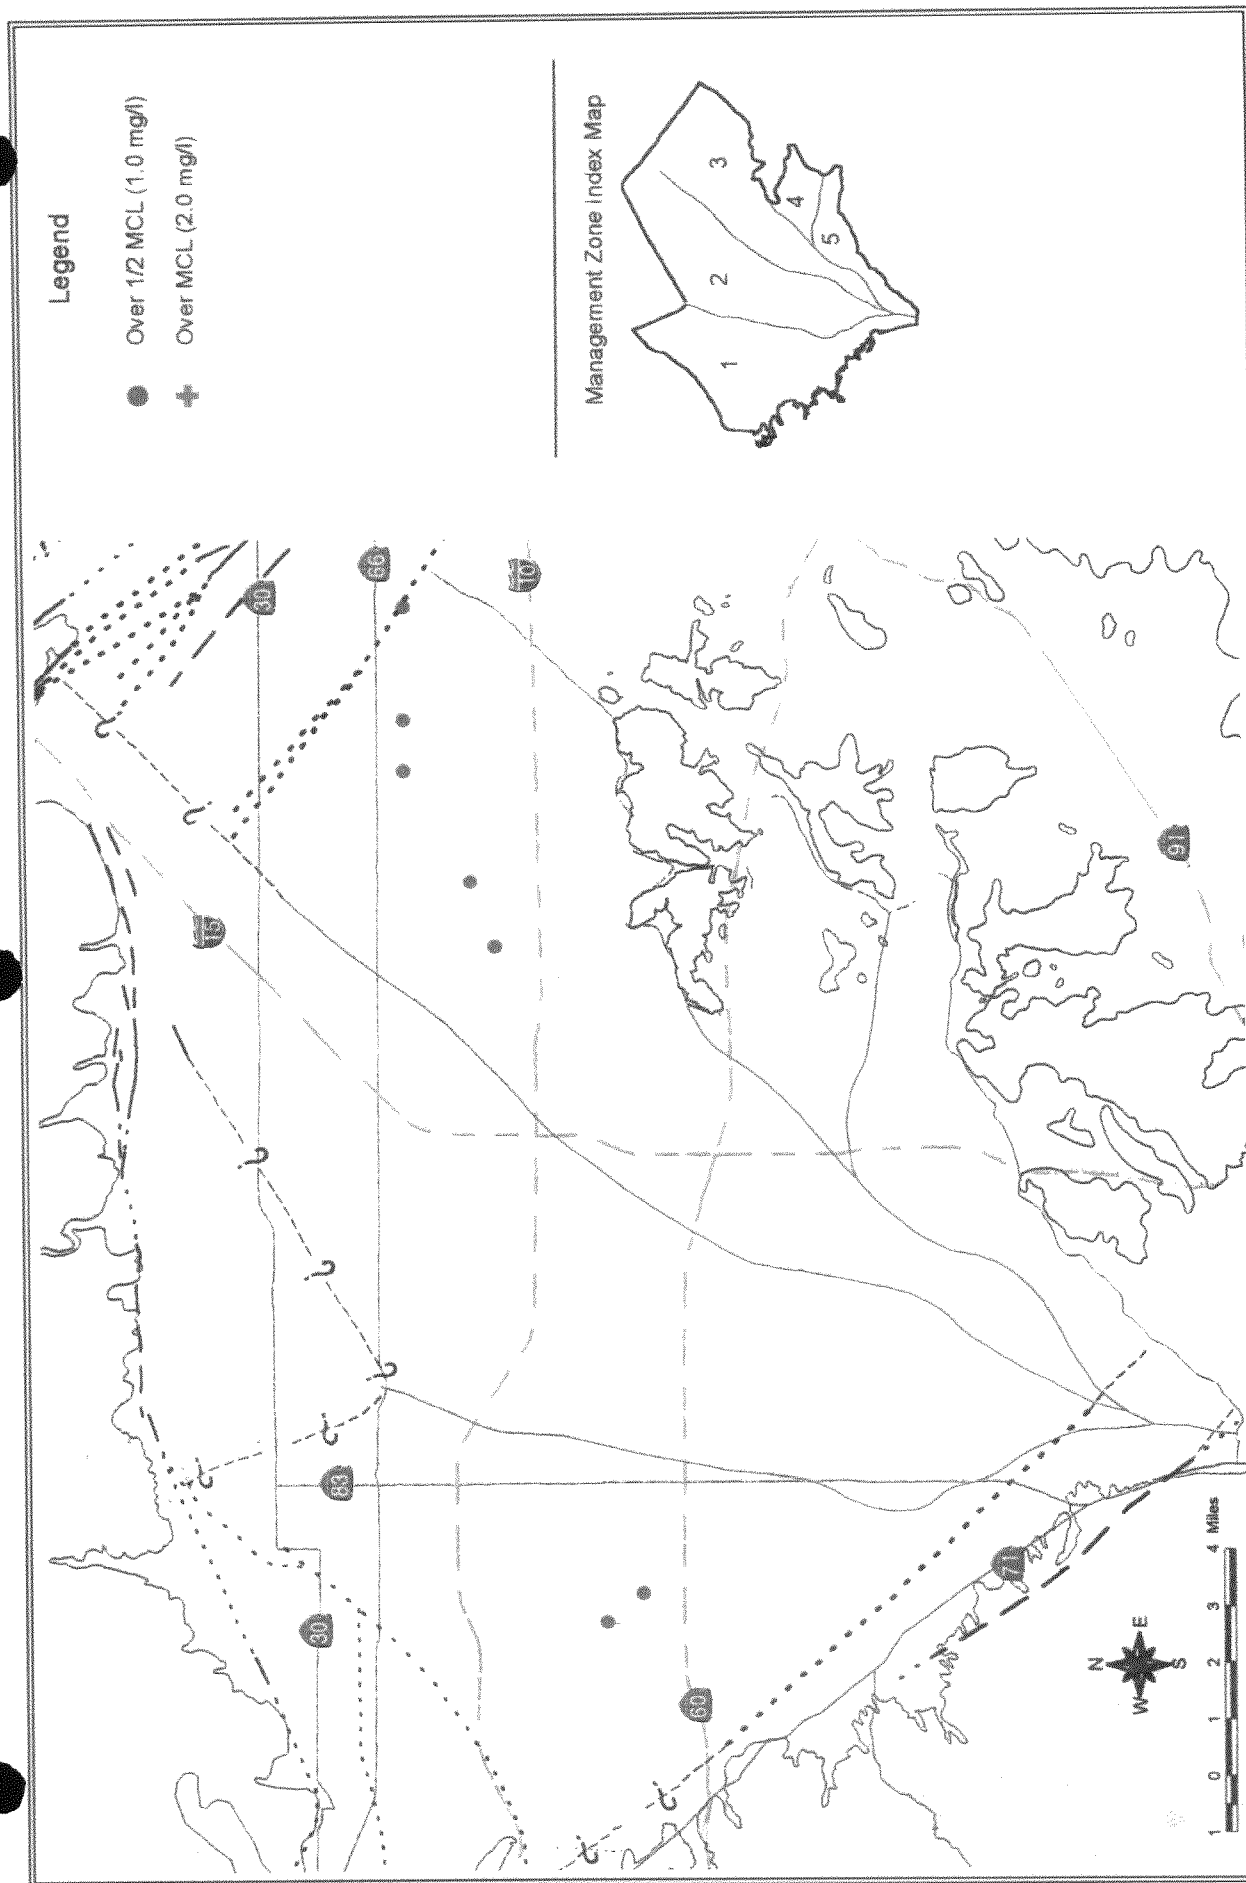 Legend
Over 1/2 MCL (1.0 mg/l)
Over MCL (2.0 mg/l)
Management Zone Index Map
1
2
3
4
5
30
66
10
15
?
?
?
?
?
?
?
83
30
60
?
?
71
91
N
W E
S
1 0 1 2 3 4 Miles